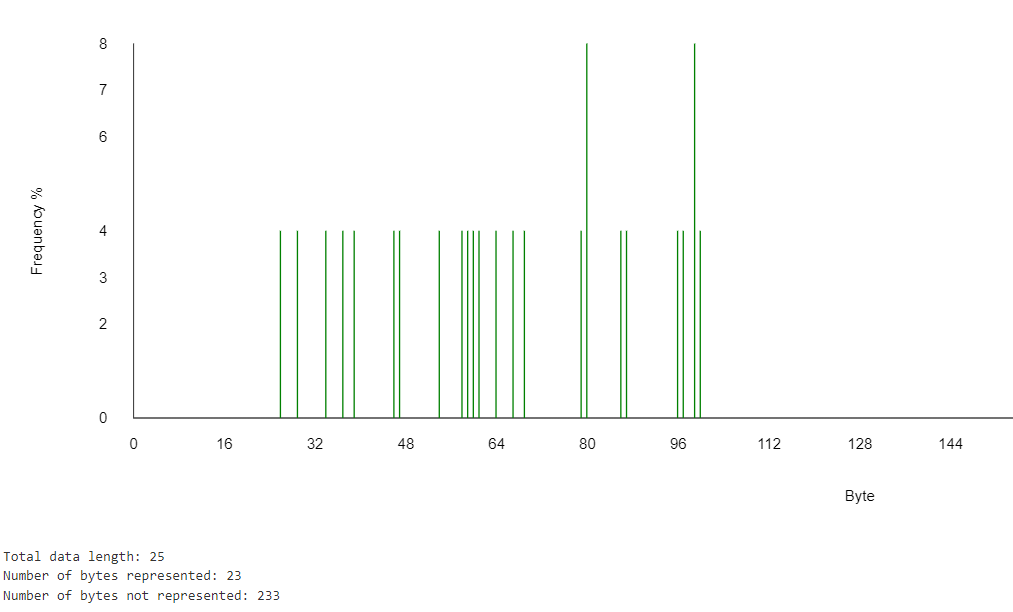 8
7
6
4
3
2
0
Frequency %
0 16 32 48 64 80 96 112 128 144
Byte
Total data length: 25
Number of bytes represented: 23
Number of bytes not represented: 233